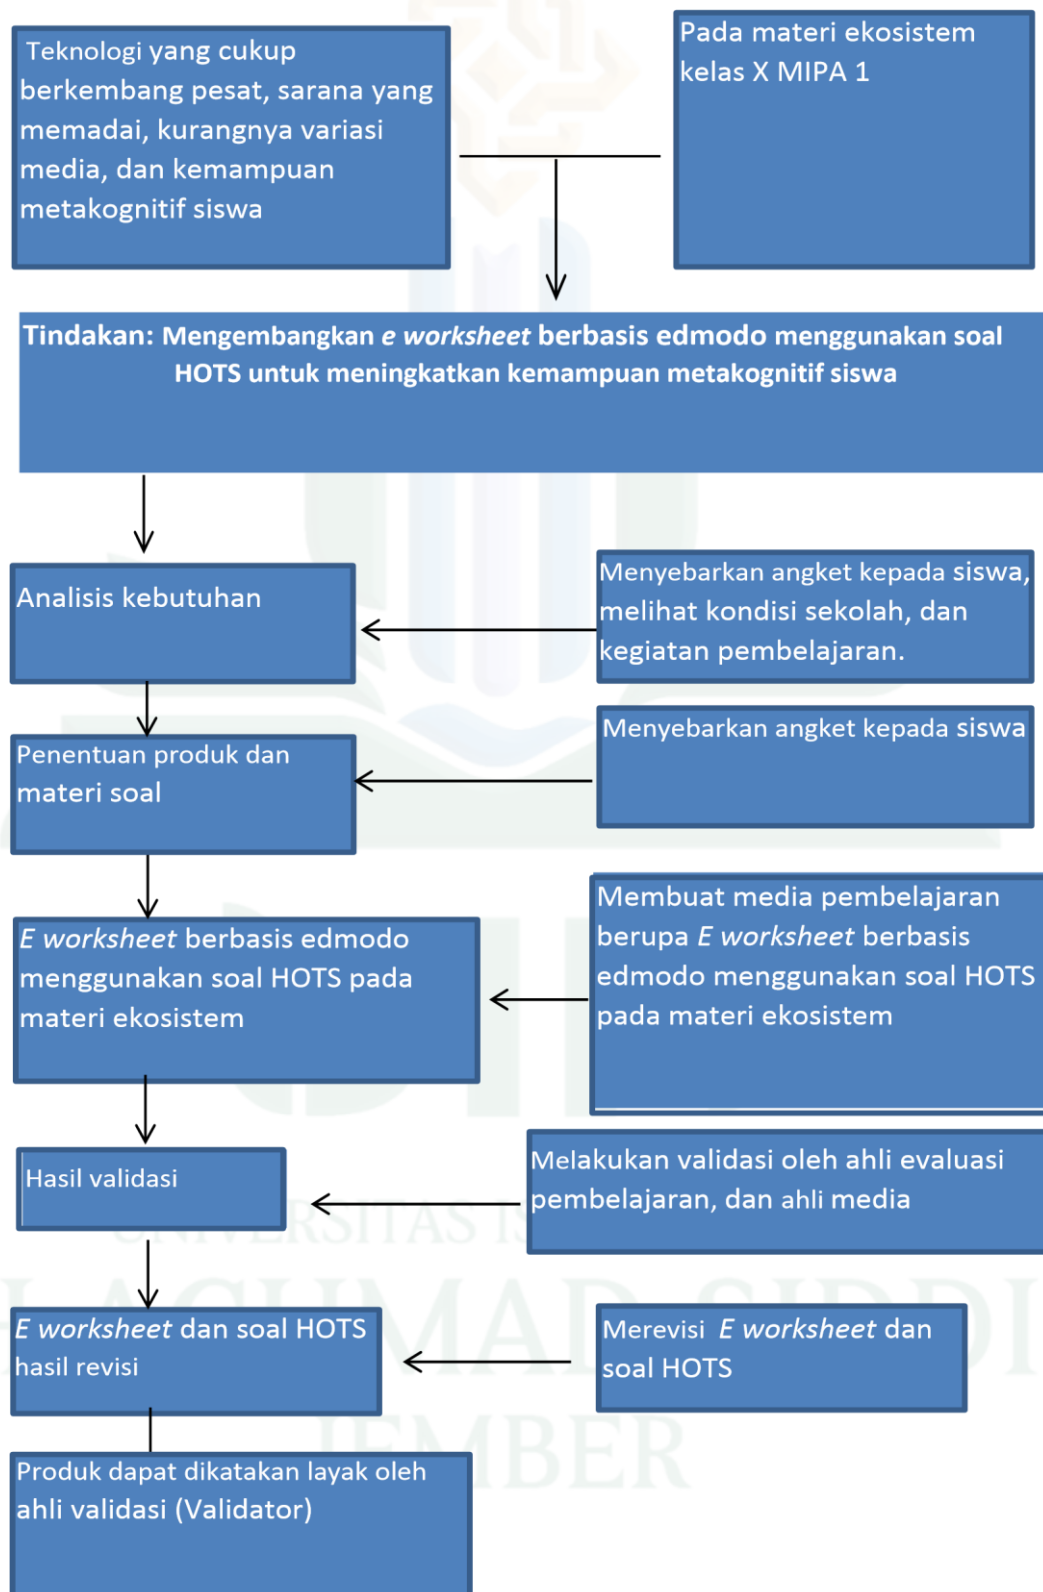 Teknologi yang cukup
berkembang pesat, sarana yang
memadai, kurangnya variasi
media, dan kemampuan
metakognitif siswa
Pada materi ekosistem
kelas X MIPA 1
Tindakan: Mengembangkan e worksheet berbasis edmodo menggunakan soal
HOTS untuk meningkatkan kemampuan metakognitif siswa
Analisis kebutuhan
Menyebarkan angket kepada siswa,
melihat kondisi sekolah, dan
kegiatan pembelajaran.
Penentuan produk dan
materi soal
Menyebarkan angket kepada siswa
E worksheet berbasis edmodo
menggunakan soal HOTS pada
materi ekosistem
Membuat media pembelajaran
berupa E worksheet berbasis
edmodo menggunakan soal HOTS
pada materi ekosistem
Hasil validasi
Melakukan validasi oleh ahli evaluasi
pembelajaran, dan ahli media
E worksheet dan soal HOTS
hasil revisi
Merevisi E worksheet dan
soal HOTS
Produk dapat dikatakan layak oleh
ahli validasi (Validator)
JEMBER